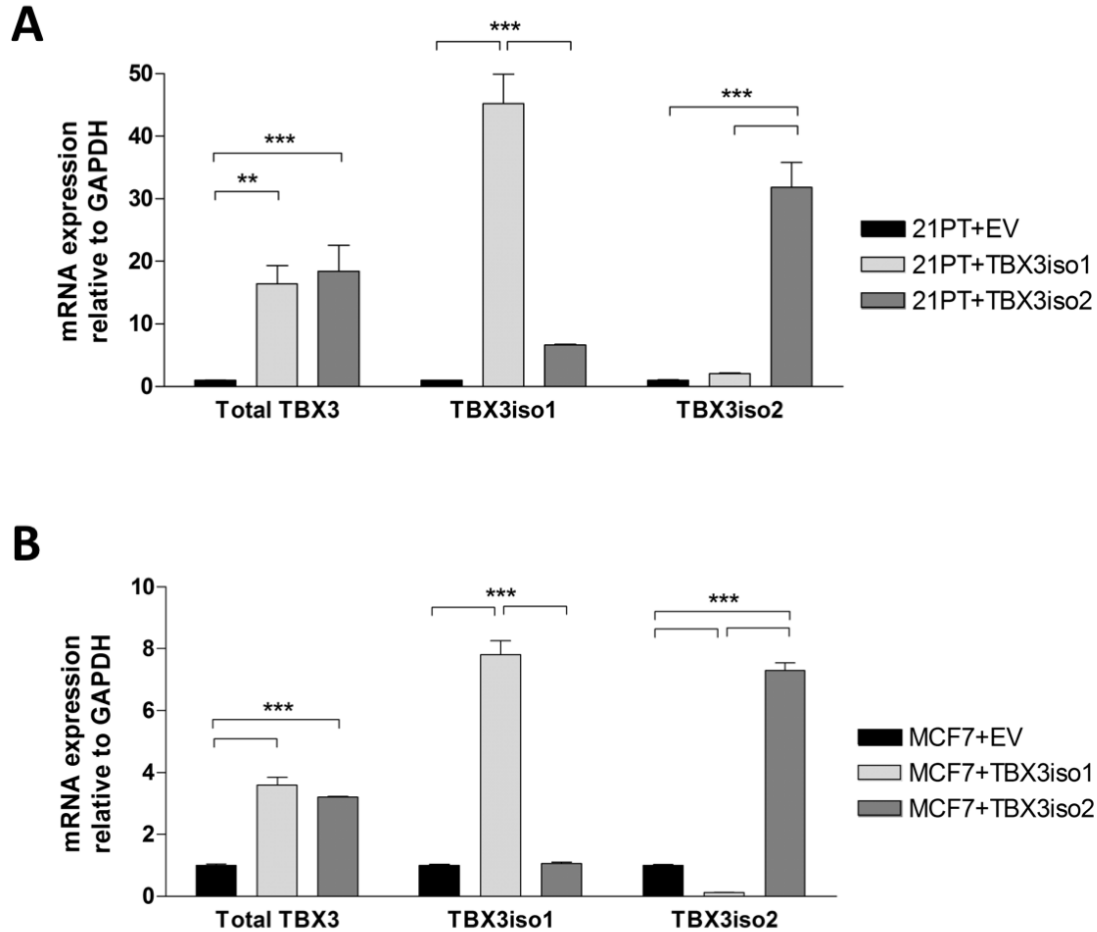 A
mRNA expression
relative to GAPDH
50
40
30
20
10
0
***
**
***
***
Total TBX3
TBX3iso1
TBX3iso2
21PT+EV
21PT+TBX3iso1
21PT+TBX3iso2
B
mRNA expression
relative to GAPDH
10
8
6
4
2
0
***
***
***
Total TBX3
TBX3iso1
TBX3iso2
MCF7+EV
MCF7+TBX3iso1
MCF7+TBX3iso2